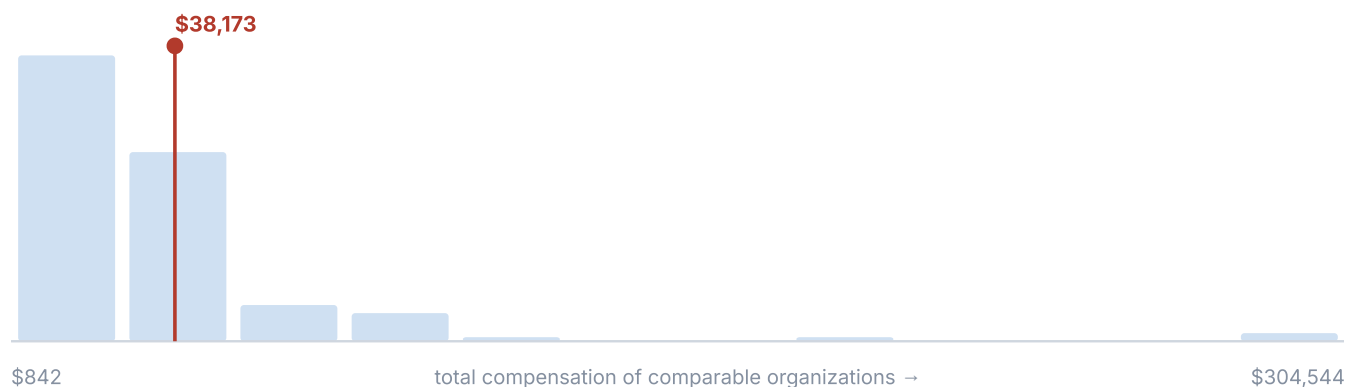 $38,173
$842 total compensation of comparable organizations → $304,544